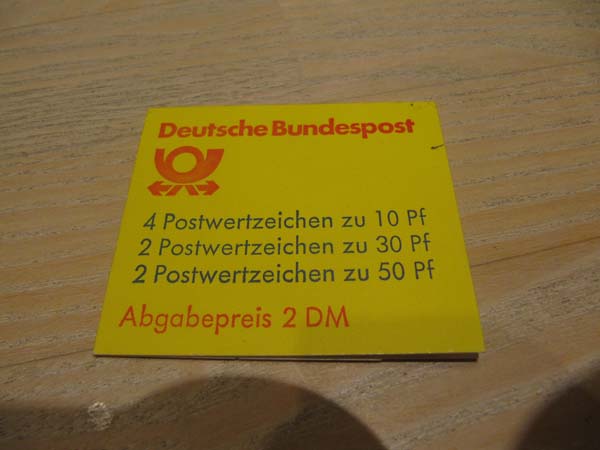 Deutsche Bundespost
4 Postwertzeichen zu 10 Pf
2 Postwertzeichen zu 30 Pf
2 Postwertzeichen zu 50 Pf
Abgabepreis 2 DM